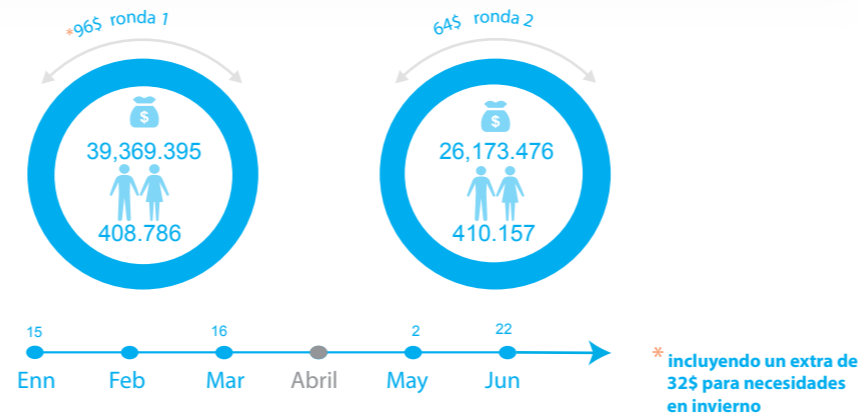 *96$ ronda 1
64$ ronda 2
$
39,369.395
408.786
$
26,173.476
410.157
15
16
2
22
Enn
Feb
Mar
Abril
May
Jun
* incluyendo un extra de
32$ para necesidades
en invierno